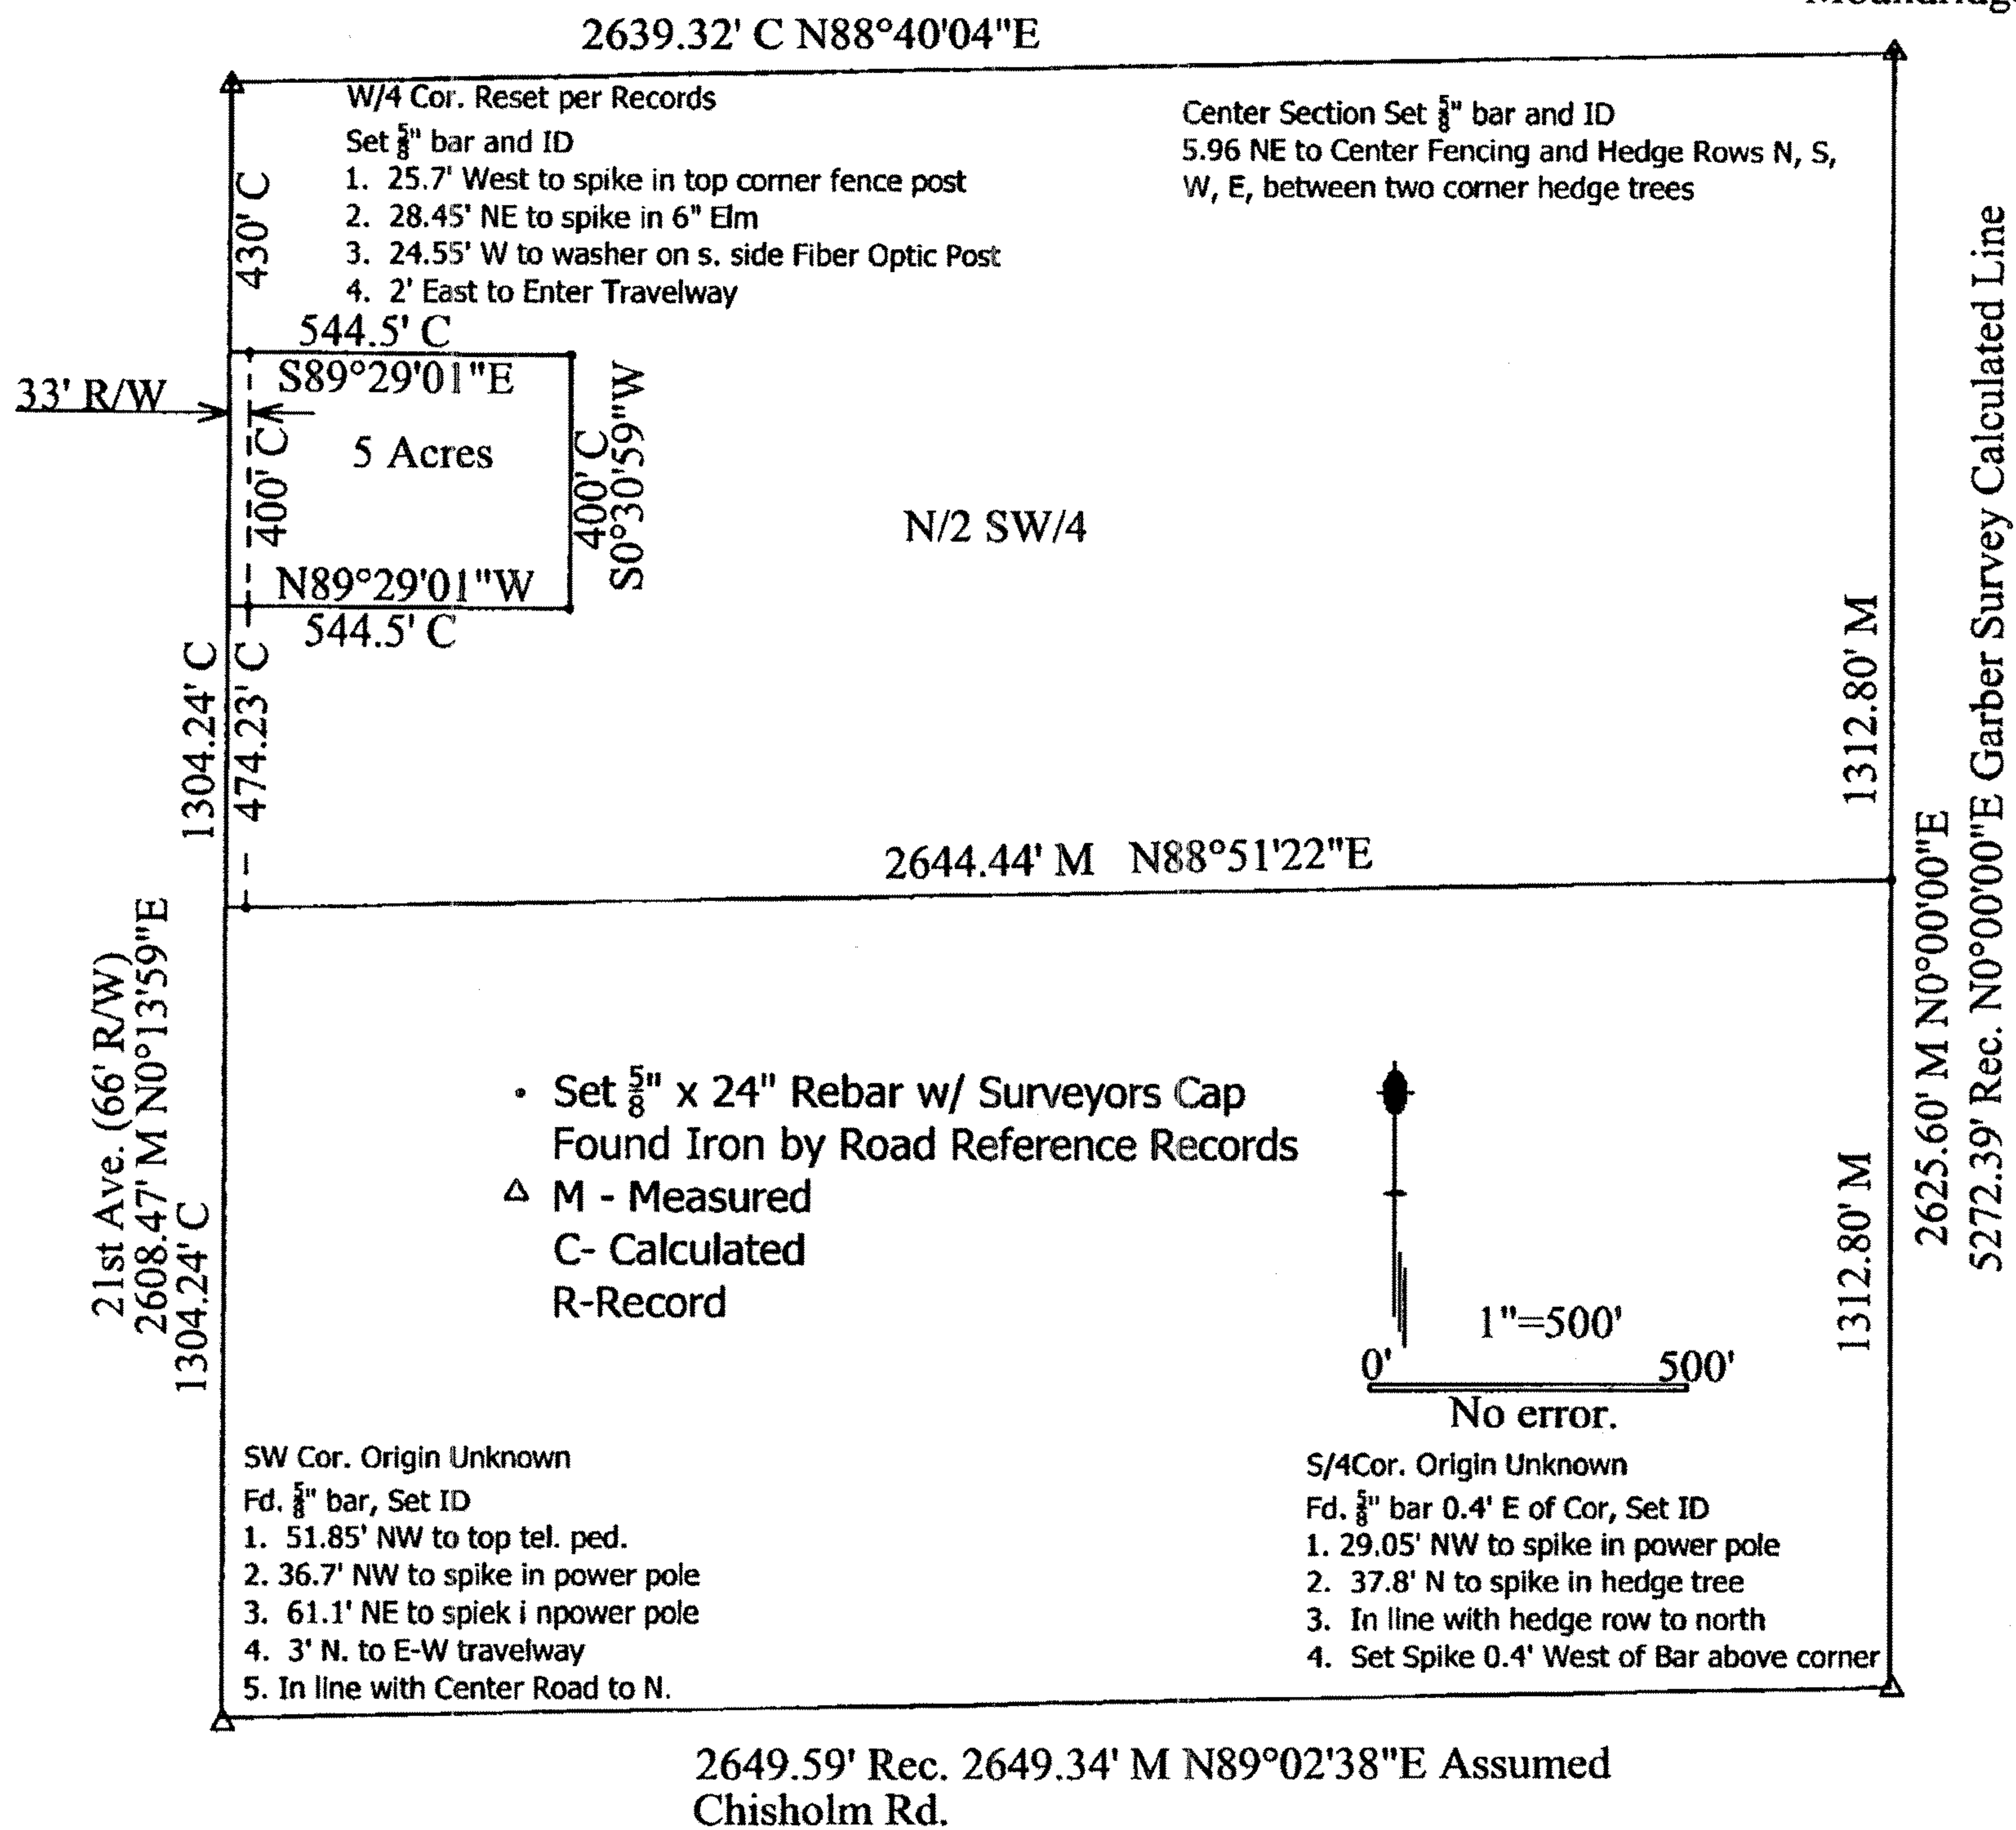 2639.32' C N88°40'04"E
W/4 Cor. Reset per Records
Set 5/8" bar and ID
1. 25.7' West to spike in top corner fence post
2. 28.45' NE to spike in 6" Elm
3. 24.55' W to washer on s. side Fiber Optic Post
4. 2' East to Enter Travelway
Center Section Set 5/8" bar and ID
5.96 NE to Center Fencing and Hedge Rows N, S,
W, E, between two corner hedge trees
430' C
544.5' C
S89°29'01"E
33' R/W
400' C
5 Acres
400' C
S0°30'59"W
N89°29'01"W
544.5' C
N/2 SW/4
1304.24' C
474.23' C
1312.80' M
2644.44' M N88°51'22"E
21st Ave. (66' R/W)
2608.47' M N0°13'59"E
1304.24' C
2625.60' M N0°00'00"E
5272.39' Rec. N0°00'00"E Garber Survey Calculated Line
1312.80' M
• Set 5/8" x 24" Rebar w/ Surveyors Cap
Found Iron by Road Reference Records
△ M - Measured
C- Calculated
R-Record
1"=500'
0' 500'
No error.
SW Cor. Origin Unknown
Fd. 5/8" bar, Set ID
1. 51.85' NW to top tel. ped.
2. 36.7' NW to spike in power pole
3. 61.1' NE to spiek i npower pole
4. 3' N. to E-W travelway
5. In line with Center Road to N.
S/4Cor. Origin Unknown
Fd. 5/8" bar 0.4' E of Cor, Set ID
1. 29.05' NW to spike in power pole
2. 37.8' N to spike in hedge tree
3. In line with hedge row to north
4. Set Spike 0.4' West of Bar above corner
2649.59' Rec. 2649.34' M N89°02'38"E Assumed
Chisholm Rd.